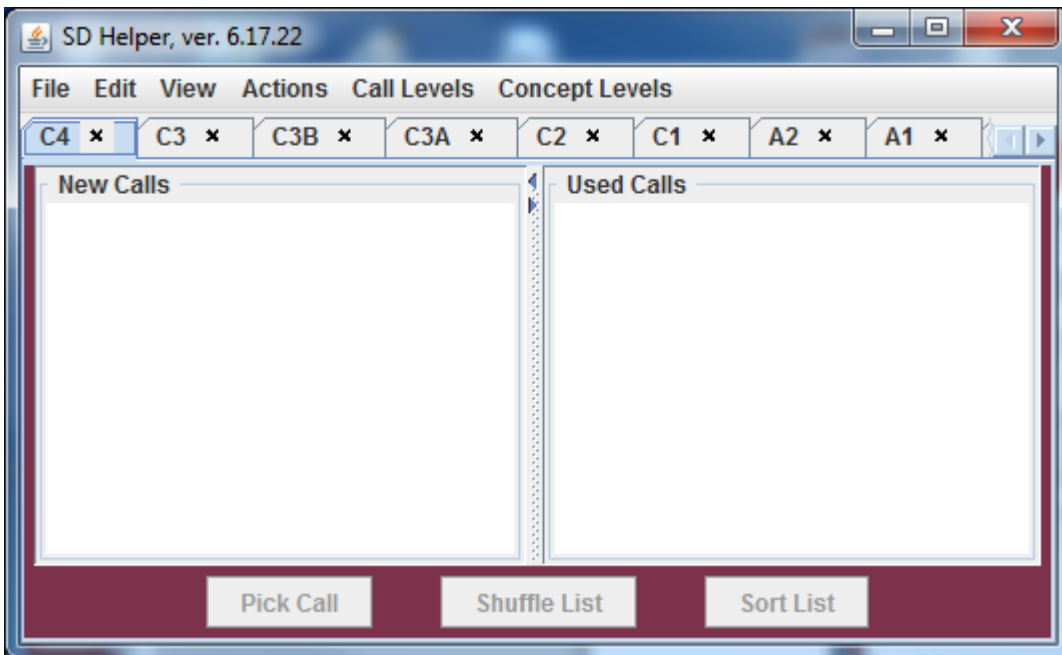 SD Helper, ver. 6.17.22
File Edit View Actions Call Levels Concept Levels
C4 C3 C3B C3A C2 C1 A2 A1
New Calls Used Calls
Pick Call Shuffle List Sort List